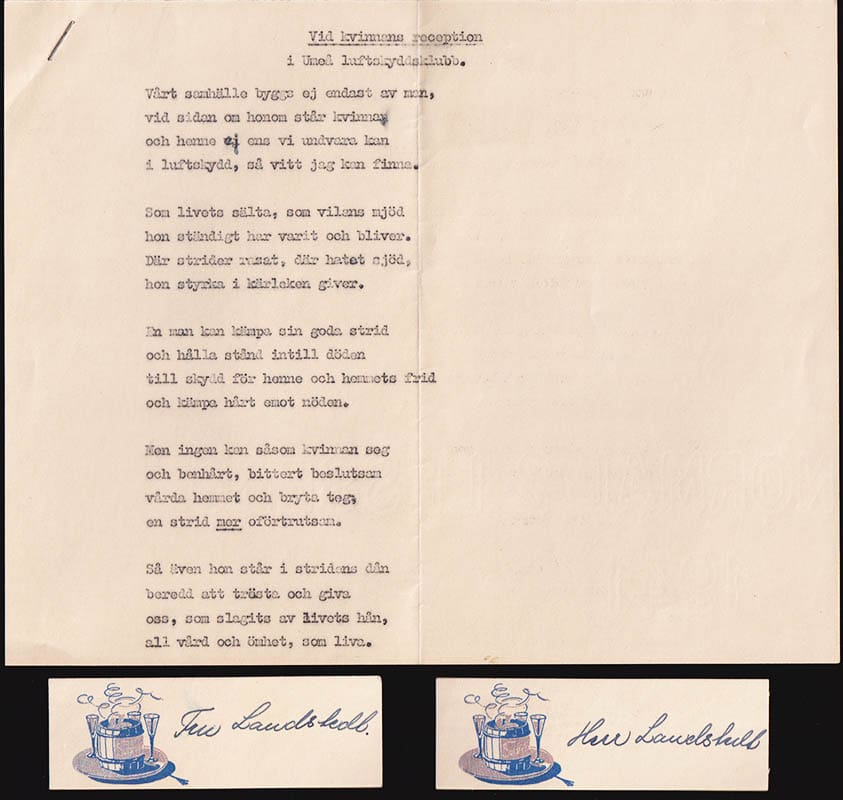 Vid kvinnans reception
i Umeå luftskyddsklubb.
Vårt samhälle byggs ej endast av man,
vid sidan om honom står kvinnan
och henne ej ens vi undvara kan
i luftskydd, så vitt jag kan finna.
Som livets sälta, som vilans mjöd
hon ständigt har varit och bliver.
Där strider rasat, där hatet sjöd,
hon styrka i kärleken giver.
En man kan kämpa sin goda strid
och hålla stånd intill döden
till skydd för henne och hemmets frid
och kämpa hårt emot nöden.
Men ingen kan såsom kvinnan seg
och benhårt, bittert beslutsam
vårda hemmet och bryta teg,
en strid mer oförtrutsam.
Så även hon står i stridens dån
beredd att trösta och giva
oss, som slagits av livets hån,
all vård och ömhet, som liva.
Fru Landstedt.
Herr Landstedt